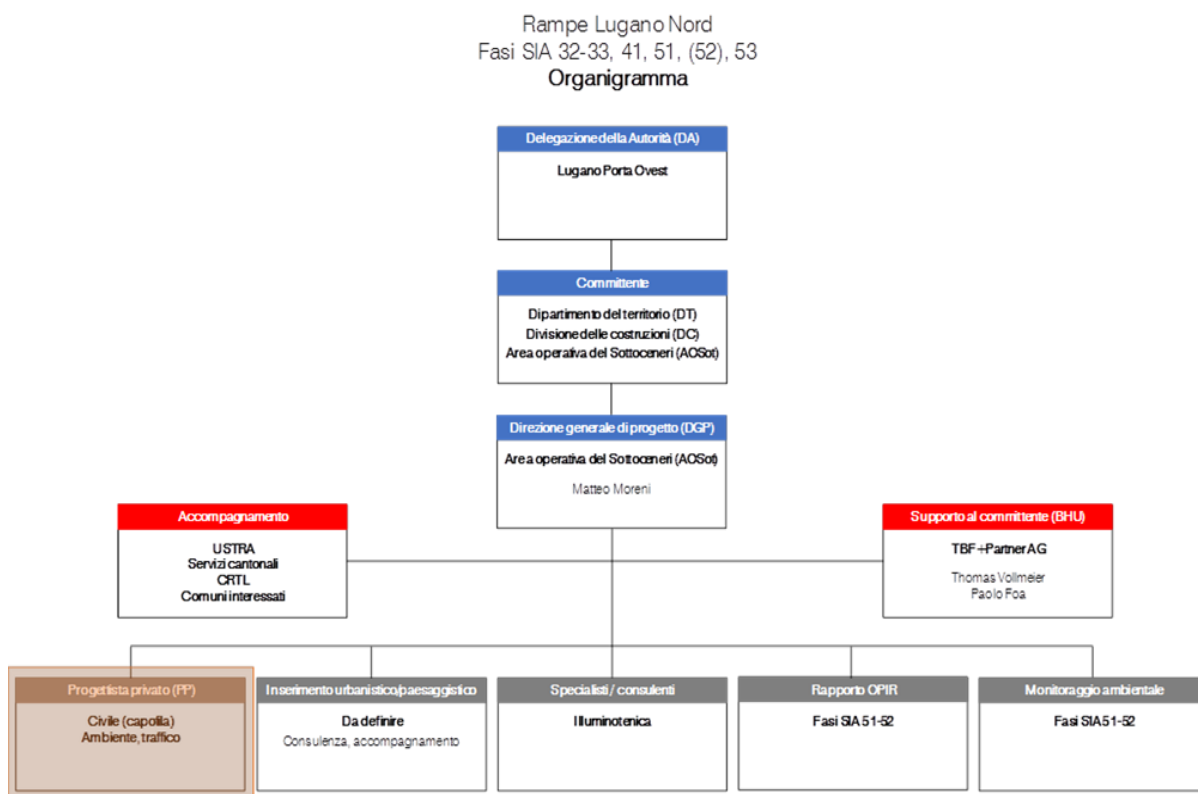 Rampe Lugano Nord
Fasi SIA 32-33, 41, 51, (52), 53
Organigramma
Delegazione della Autorità (DA)
Lugano Porta Ovest
Committente
Dipartimento del territorio (DT)
Divisione delle costruzioni (DC)
Area operativa del Sottoceneri (AOSot)
Direzione generale di progetto (DGP)
Area operativa del Sottoceneri (AOSot)
Matteo Moreni
Accompagnamento
USTRA
Servizi cantonali
CRTL
Comuni interessati
Supporto al committente (BHU)
TBF+Partner AG
Thomas Vollmeier
Paolo Foa
Progettista privato (PP)
Civile (capofila)
Ambiente, traffico
Inserimento urbanistico/paesaggistico
Da definire
Consulenza, accompagnamento
Specialisti / consulenti
Illuminotenica
Rapporto OPIR
Fasi SIA 51-52
Monitoraggio ambientale
Fasi SIA 51-52